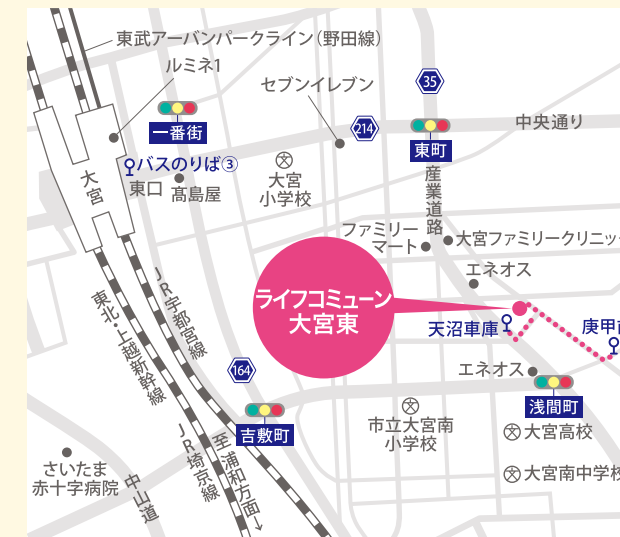 東武アーバンパークライン(野田線)
ルミネ1
セブンイレブン
35
一番街
214
東町
中央通り
バスのりば③
大宮
東口
髙島屋
文
大宮
小学校
産業道路
ファミリー
マート
大宮ファミリークリニッ
エネオス
JR宇都宮線
東北・上越新幹線
ライフコミューン
大宮東
天沼車庫
庚甲
164
エネオス
浅間町
吉敷町
文
市立大宮南
小学校
文大宮高校
さいたま
赤十字病院
中山道
JR埼京線
至浦和方面→
文大宮南中学校